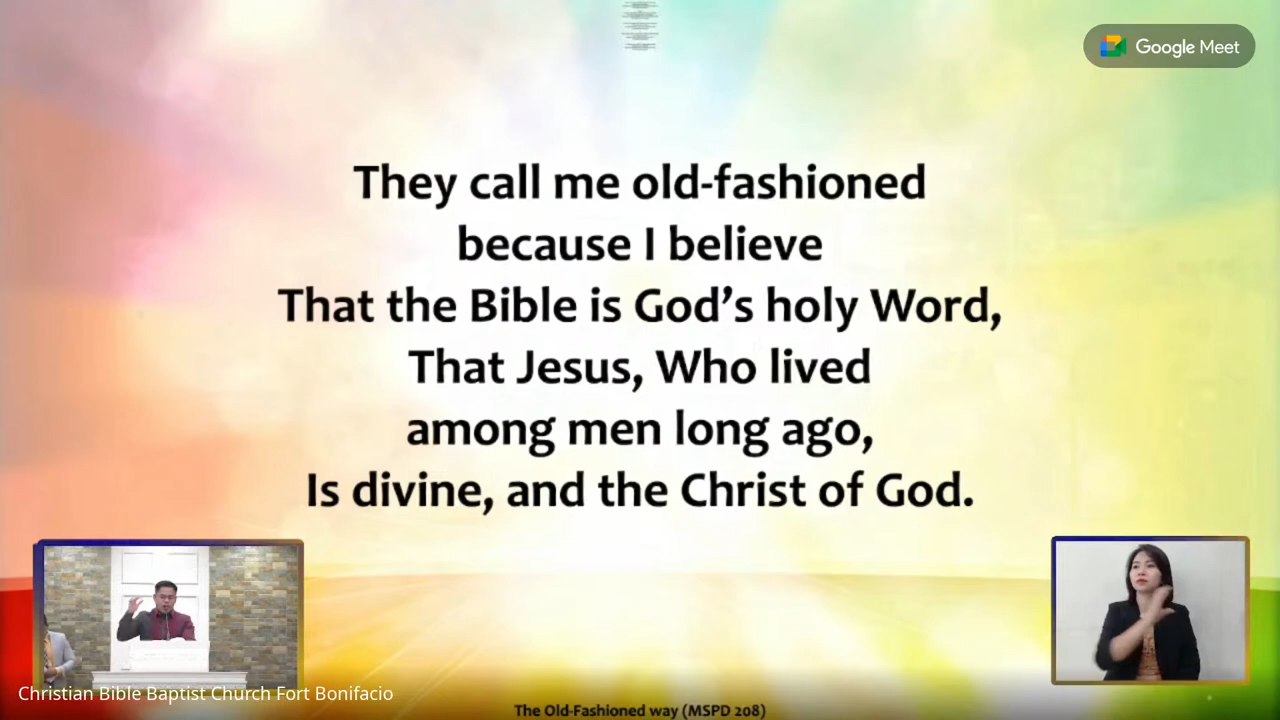 Google Meet
They call me old-fashioned
because I believe
That the Bible is God’s holy Word,
That Jesus, Who lived
among men long ago,
Is divine, and the Christ of God.
Christian Bible Baptist Church Fort Bonifacio
The Old-Fashioned way (MSPD 208)